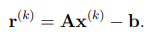 r^{(k)} = Ax^{(k)} − b.